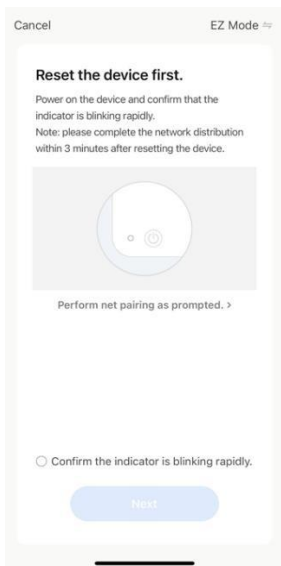 Cancel
EZ Mode
Reset the device first.
Power on the device and confirm that the
indicator is blinking rapidly.
Note: please complete the network distribution
within 3 minutes after resetting the device.
Perform net pairing as prompted. >
Confirm the indicator is blinking rapidly.
Next